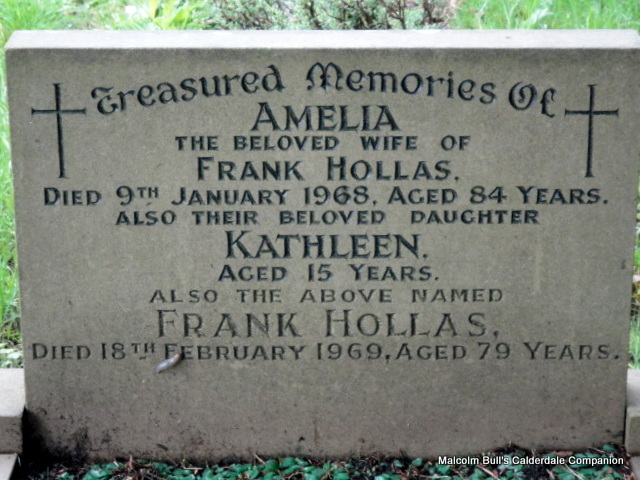 Treasured Memories Of
AMELIA
THE BELOVED WIFE OF
FRANK HOLLAS.
DIED 9TH JANUARY 1968, AGED 84 YEARS.
ALSO THEIR BELOVED DAUGHTER
KATHLEEN.
AGED 15 YEARS.
ALSO THE ABOVE NAMED
FRANK HOLLAS,
DIED 18TH FEBRUARY 1969, AGED 79 YEARS.
Malcolm Bull's Calderdale Companion